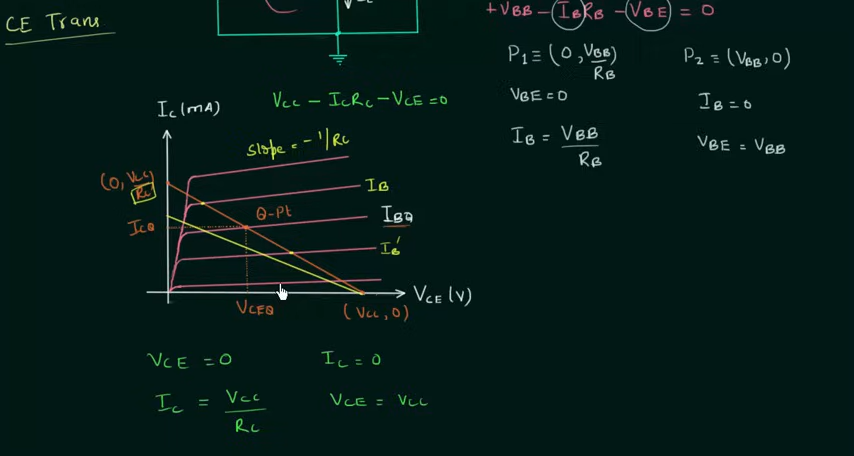 CE Trans
+VBB - IBRB - VBE = 0
P1 ≡ (0, VBB/RB)
P2 ≡ (VBB, 0)
VBE = 0
IB = 0
IB = VBB/RB
VBE = VBB
IC (mA)
VCC - ICRC - VCE = 0
Slope = -1/RC
(0, VCC/RC)
IB
Q-Pt
IBQ
ICQ
IB'
VCE (V)
VCEQ
(VCC, 0)
VCE = 0
IC = 0
IC = VCC/RC
VCE = VCC